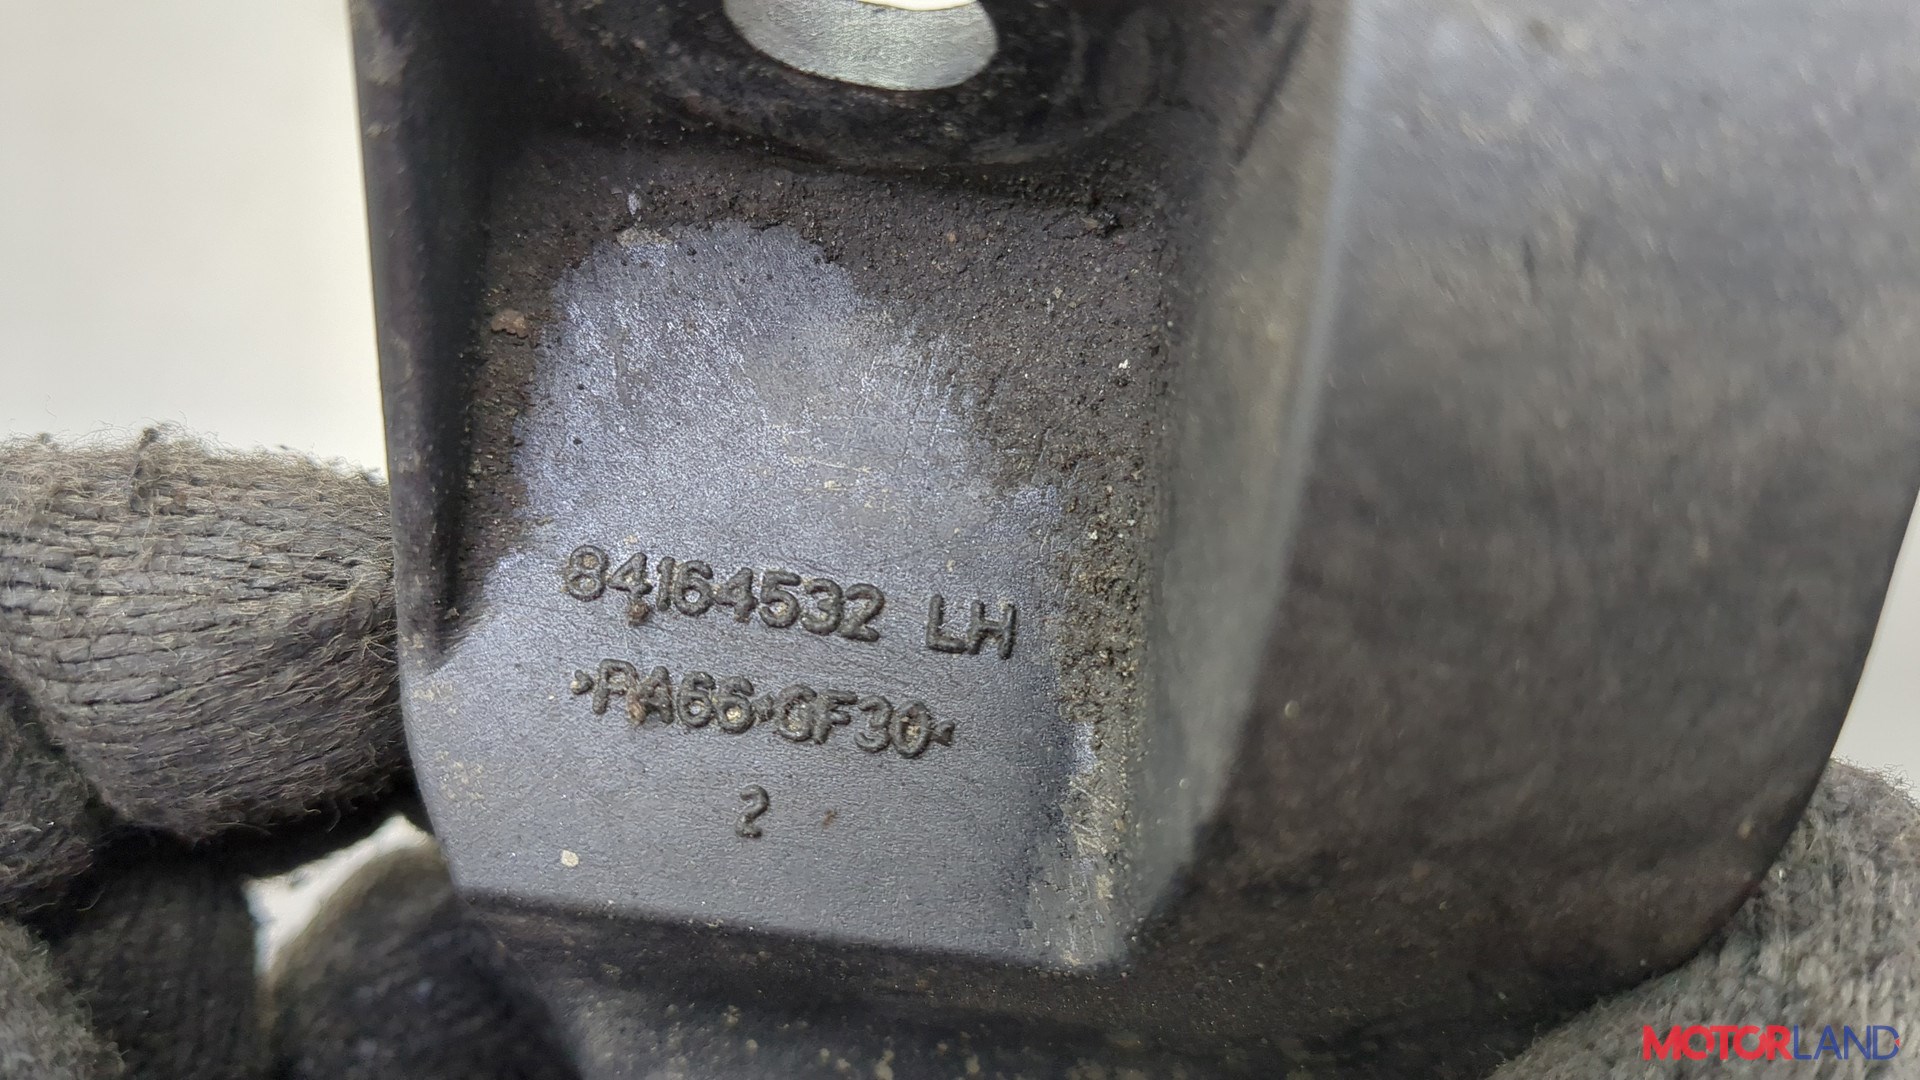 84164532 LH
>PA66-GF30<
2
MOTORLAND